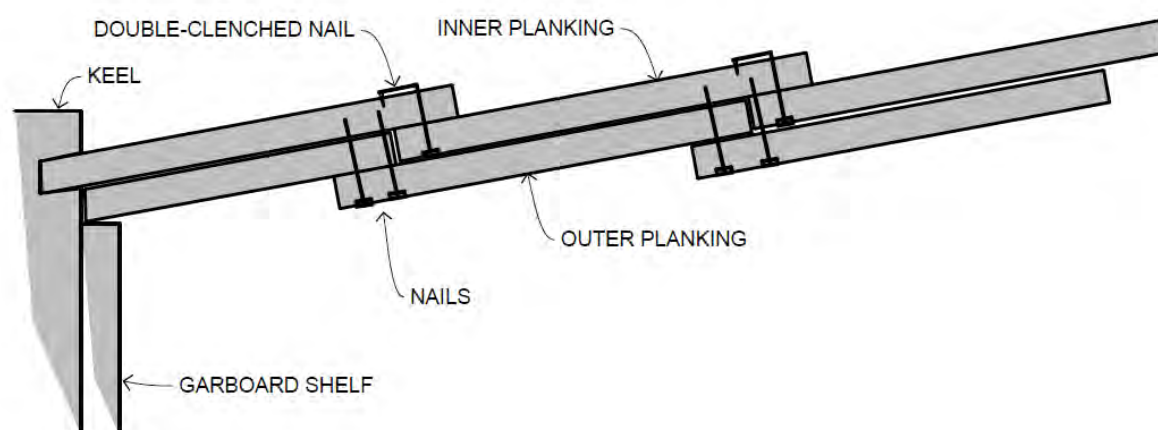 DOUBLE-CLENCHED NAIL
INNER PLANKING
KEEL
OUTER PLANKING
NAILS
GARBOARD SHELF